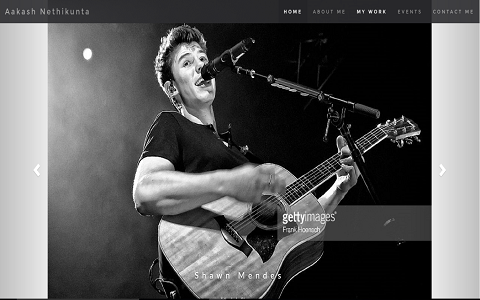 Aakash Nethikunta
HOME ABOUT ME MY WORK EVENTS CONTACT ME
gettyimages®
Frank Hoensch
Shawn Mendes